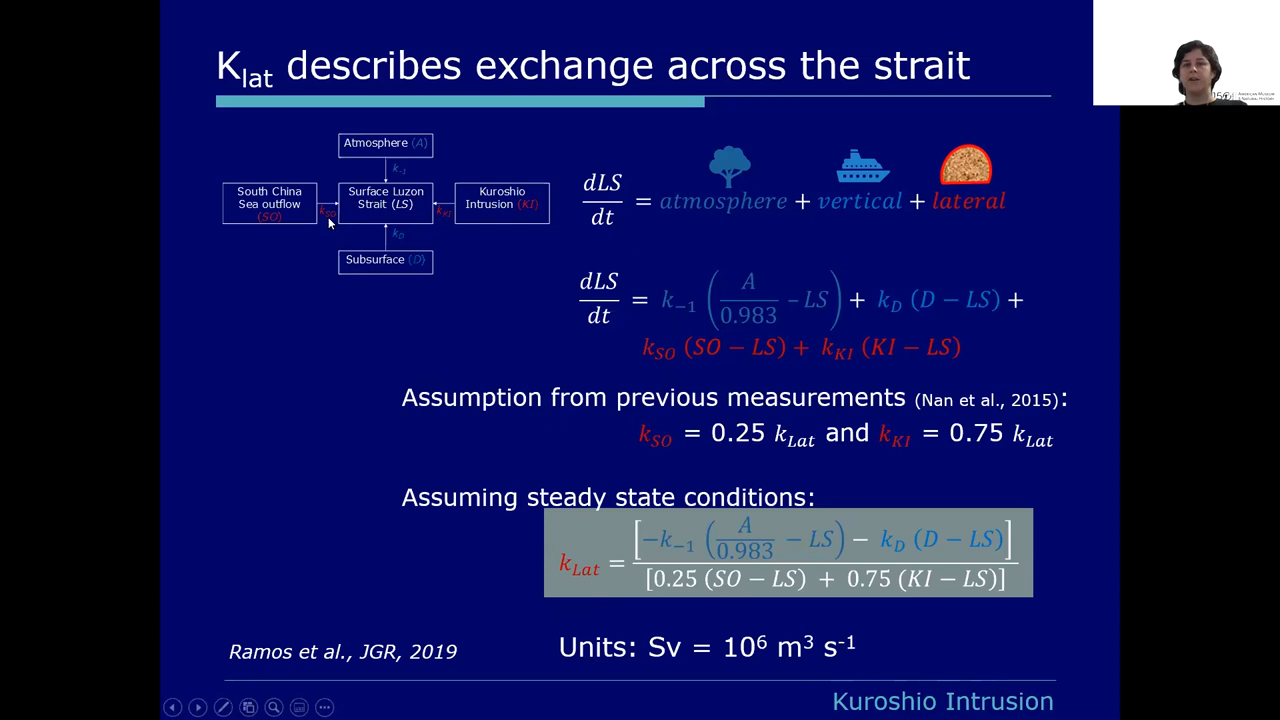 K_lat describes exchange across the strait
Atmosphere (A)
k_-1
South China
Sea outflow
(SO)
k_SO
Surface Luzon
Strait (LS)
k_KI
Kuroshio
Intrusion (KI)
k_D
Subsurface (D)
dLS/dt = atmosphere + vertical + lateral
dLS/dt = k_-1 (A/0.983 – LS) + k_D (D − LS) +
k_SO (SO − LS) + k_KI (KI − LS)
Assumption from previous measurements (Nan et al., 2015):
k_SO = 0.25 k_Lat and k_KI = 0.75 k_Lat
Assuming steady state conditions:
k_Lat = [−k_-1 (A/0.983 − LS) − k_D (D − LS)] / [0.25 (SO − LS) + 0.75 (KI − LS)]
Ramos et al., JGR, 2019
Units: Sv = 10⁶ m³ s⁻¹
Kuroshio Intrusion